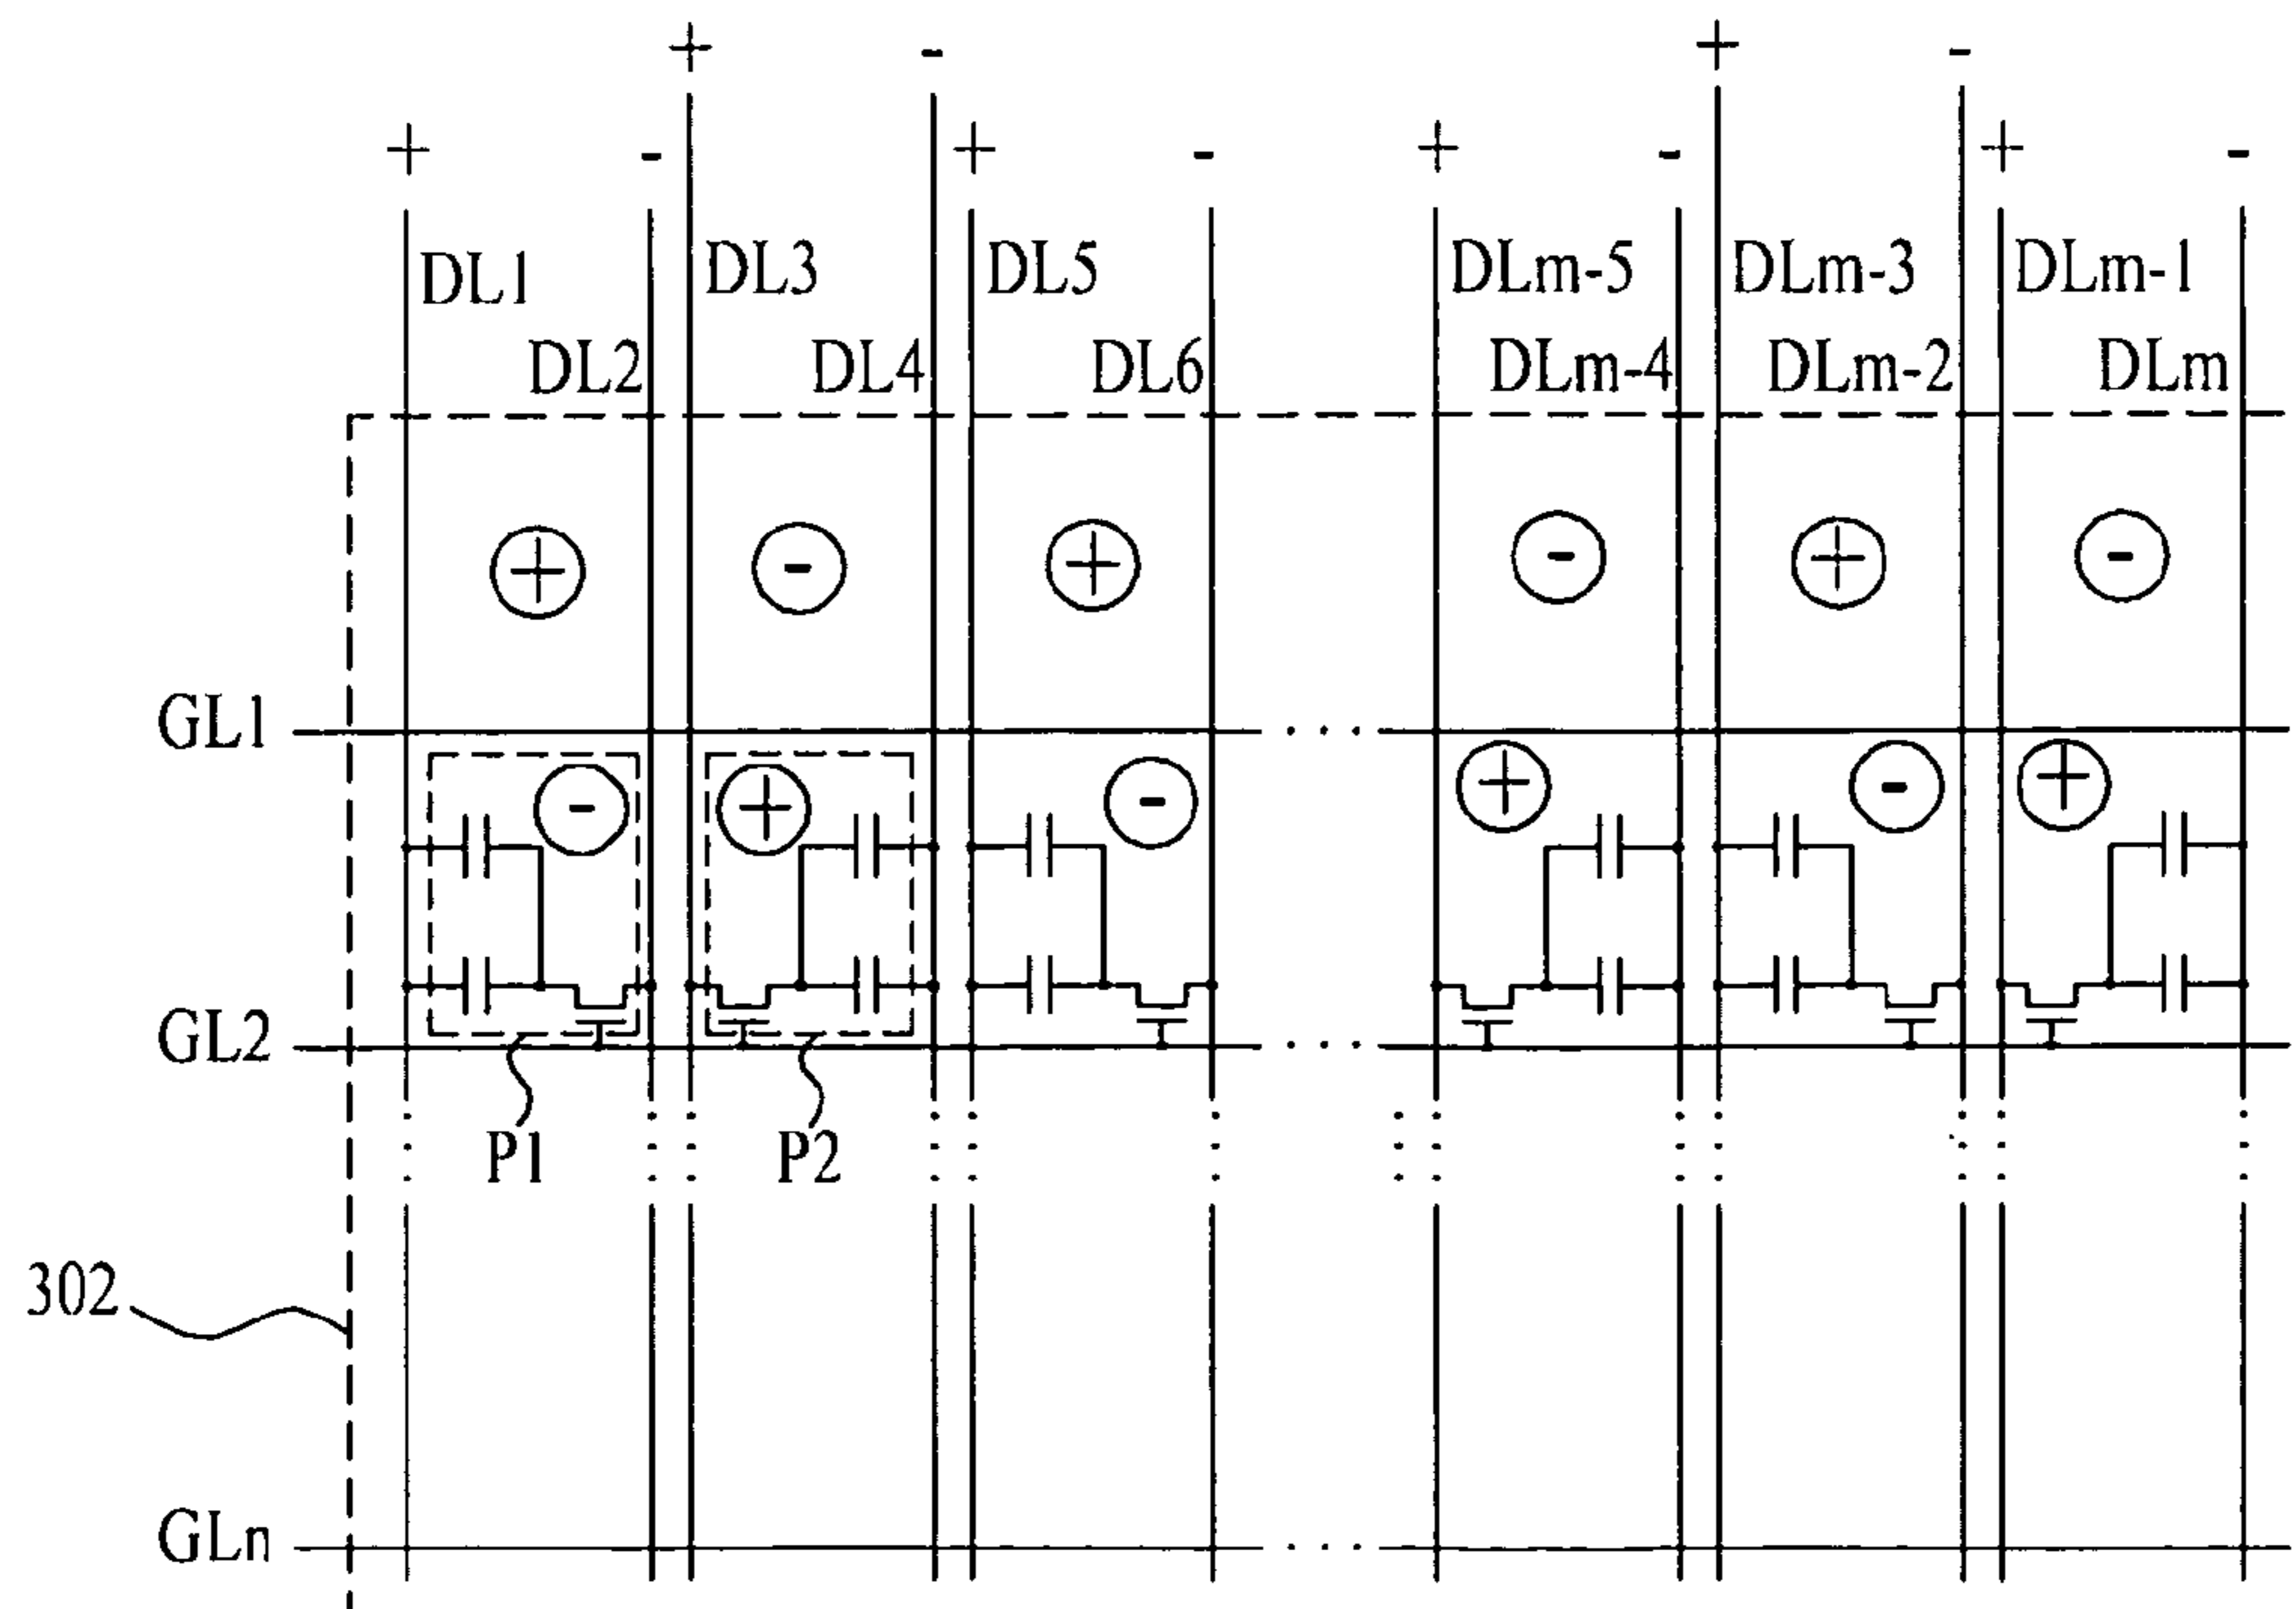 + - + -
+ - + - + - + -
DL1 DL3 DL5 DLm-5 DLm-3 DLm-1
DL2 DL4 DL6 DLm-4 DLm-2 DLm
+ - + - + -
GL1
- + - + - +
GL2
P1 P2
302
GLn